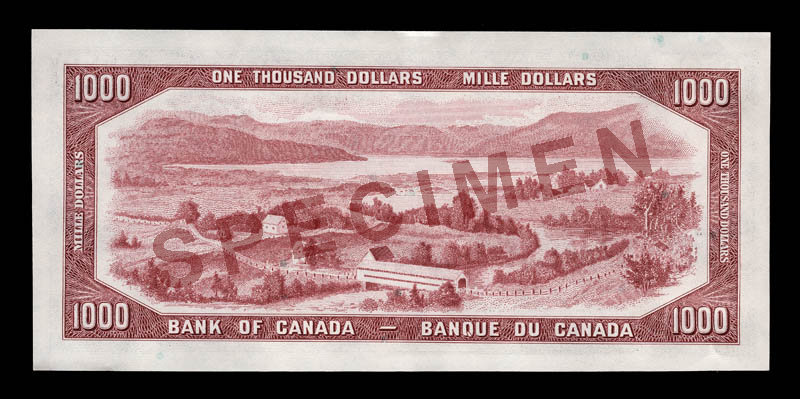 ONE THOUSAND DOLLARS MILLE DOLLARS
1000 1000
MILLE DOLLARS
SPECIMEN
ONE THOUSAND DOLLARS
1000 1000
BANK OF CANADA — BANQUE DU CANADA